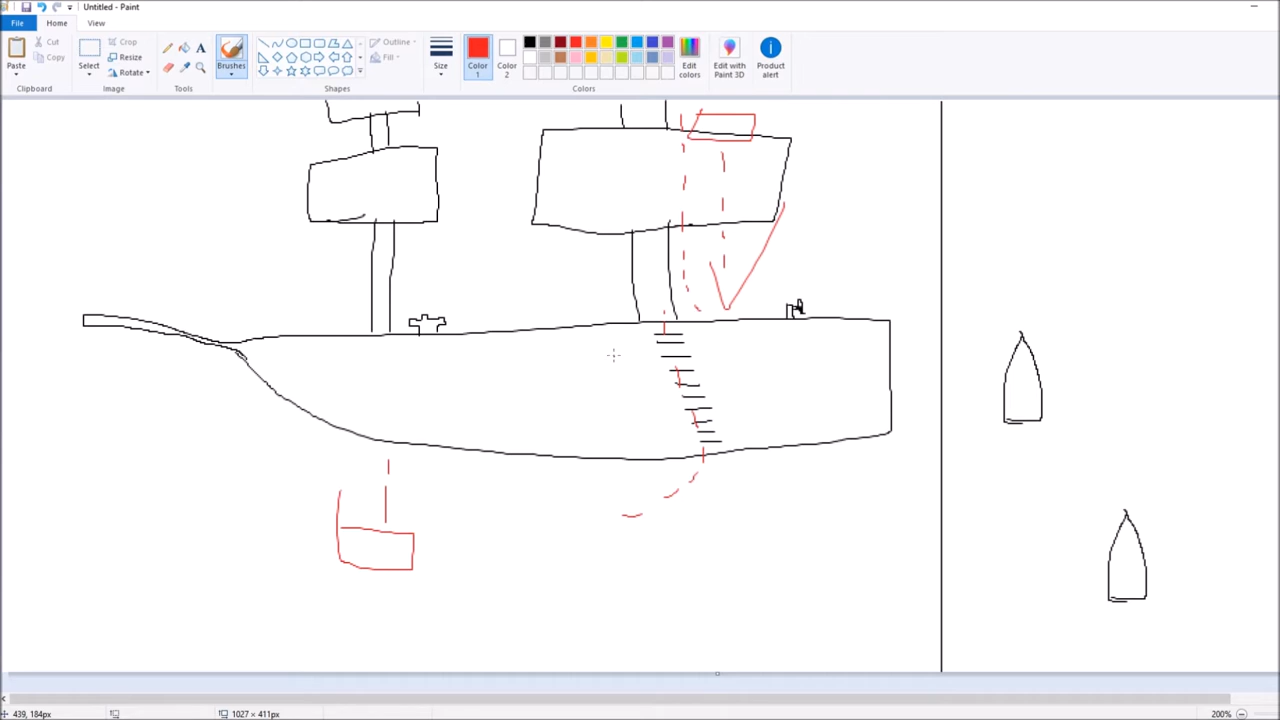 Untitled - Paint
File Home View
Paste Cut Copy Select Crop Resize Rotate A Brushes Outline Fill Size Color 1 Color 2 Edit colors Edit with Paint 3D Product alert
Clipboard Image Tools Shapes Colors
439, 184px 1027 × 411px 200%